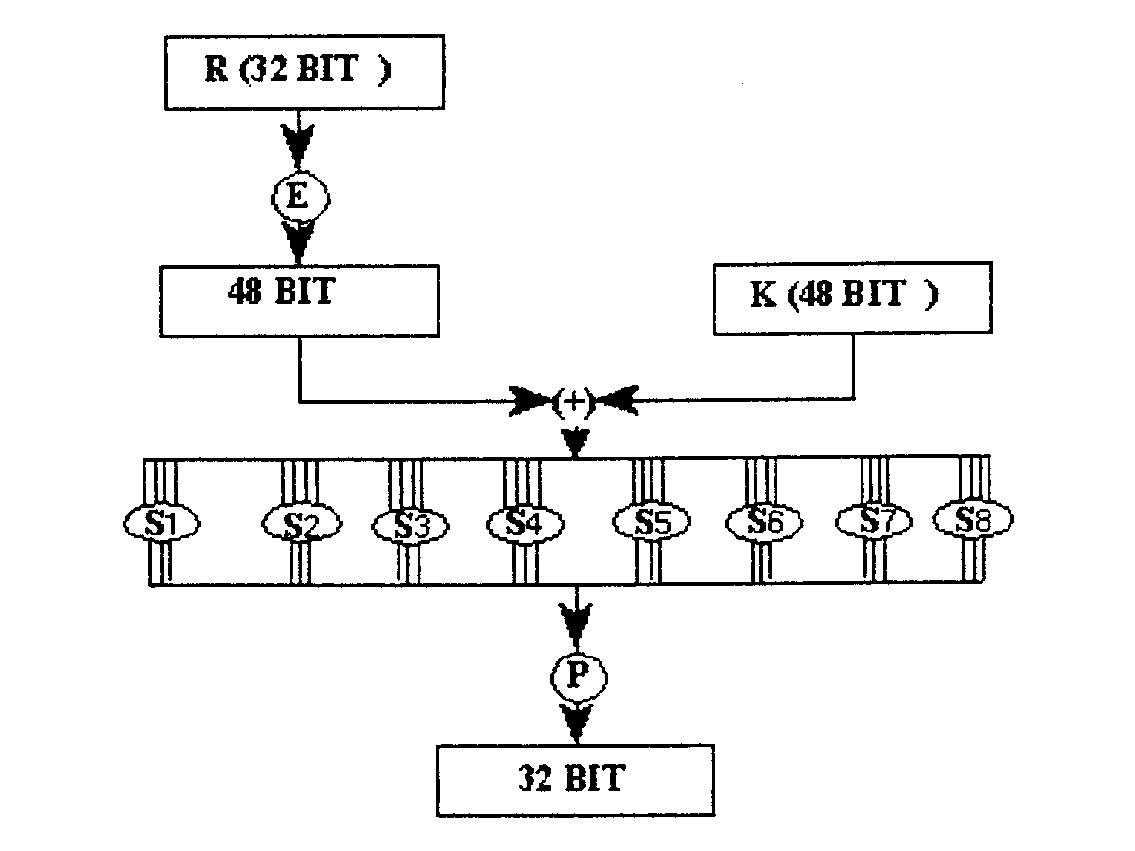 R (32 BIT )
E
48 BIT
K (48 BIT )
(+)
S1 S2 S3 S4 S5 S6 S7 S8
P
32 BIT